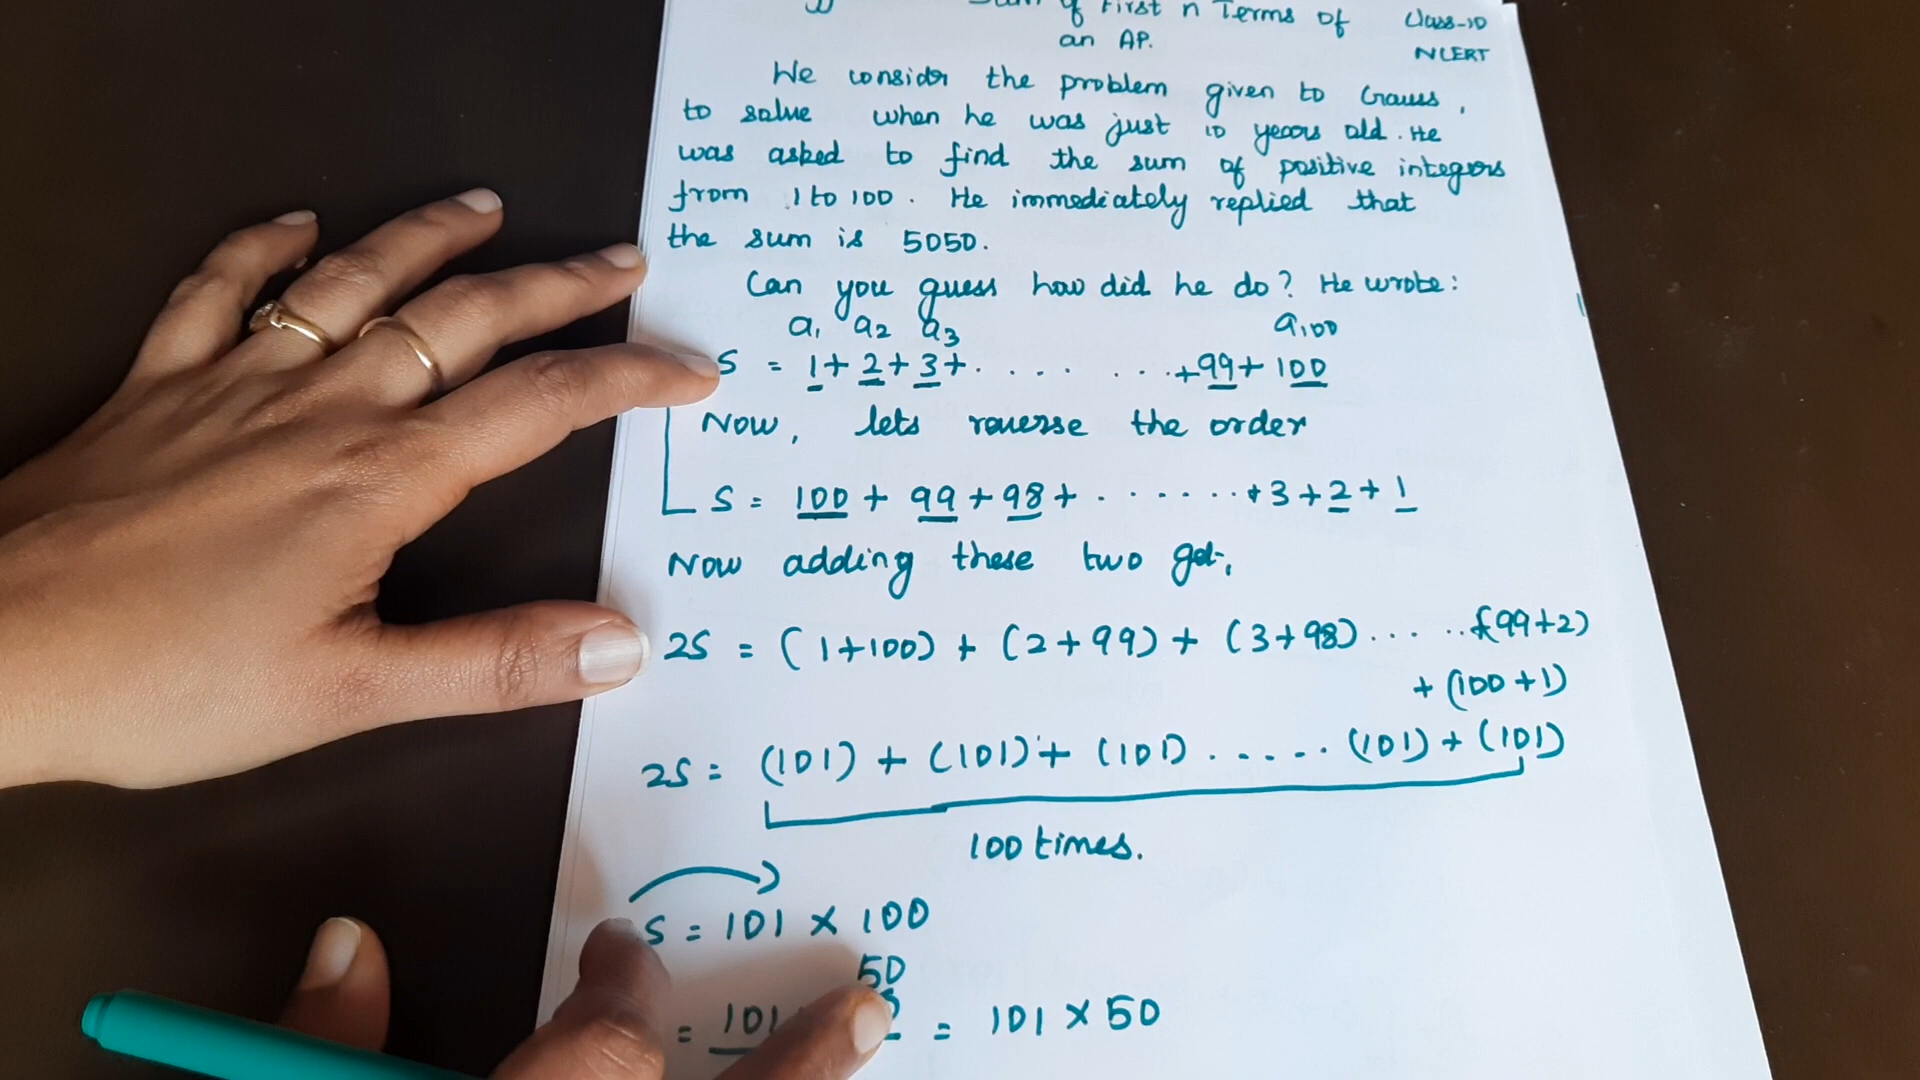 of First n Terms of
Class-10
an AP.
NCERT
We consider the problem given to Gauss,
to solve when he was just 10 years old. He
was asked to find the sum of positive integers
from 1 to 100. He immediately replied that
the sum is 5050.
Can you guess how did he do? He wrote:
a₁ a₂ a₃ a₁₀₀
S = 1+2+3+. . . . . . .+99+100
Now, lets reverse the order
S = 100 + 99 + 98 + . . . . . . . +3+2+1
Now adding these two get,
2S = (1+100) + (2+99) + (3+98) . . . . . +(99+2)
+ (100+1)
2S = (101) + (101) + (101) . . . . . (101) + (101)
100 times.
S = 101 × 100
50
= 101 = 101 × 50